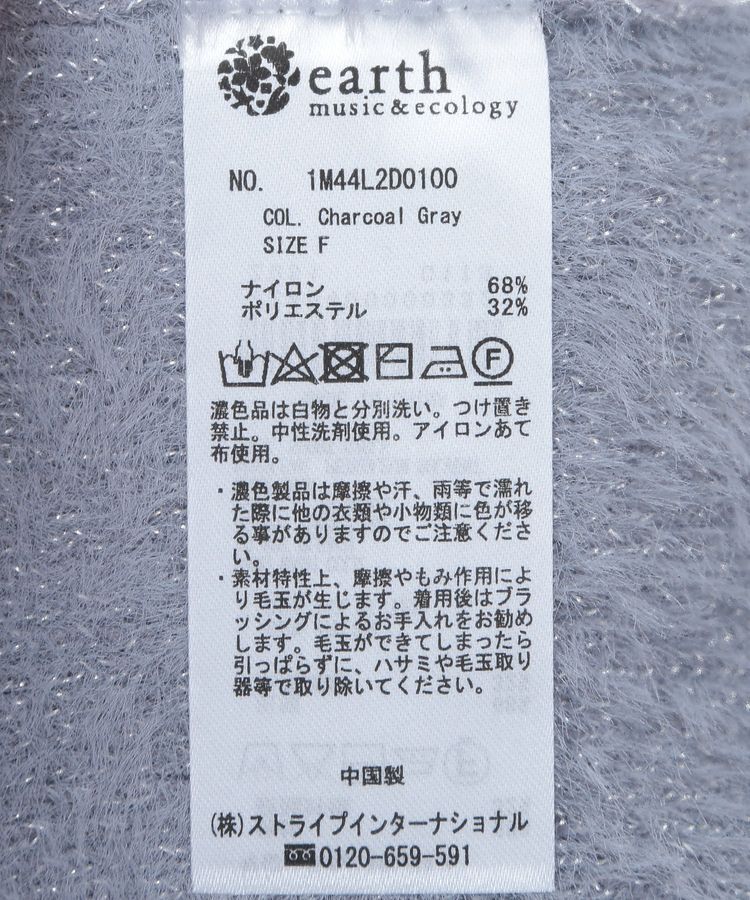 earth
music&ecology
NO. 1M44L2D0100
COL. Charcoal Gray
SIZE F
ナイロン 68%
ポリエステル 32%
F
濃色品は白物と分別洗い。つけ置き
禁止。中性洗剤使用。アイロンあて
布使用。
・濃色製品は摩擦や汗、雨等で濡れ
た際に他の衣類や小物類に色が移
る事がありますのでご注意くださ
い。
・素材特性上、摩擦やもみ作用によ
り毛玉が生じます。着用後はブラ
ッシングによるお手入れをお勧め
します。毛玉ができてしまったら
引っぱらずに、ハサミや毛玉取り
器等で取り除いてください。
中国製
(株)ストライプインターナショナル
0120-659-591